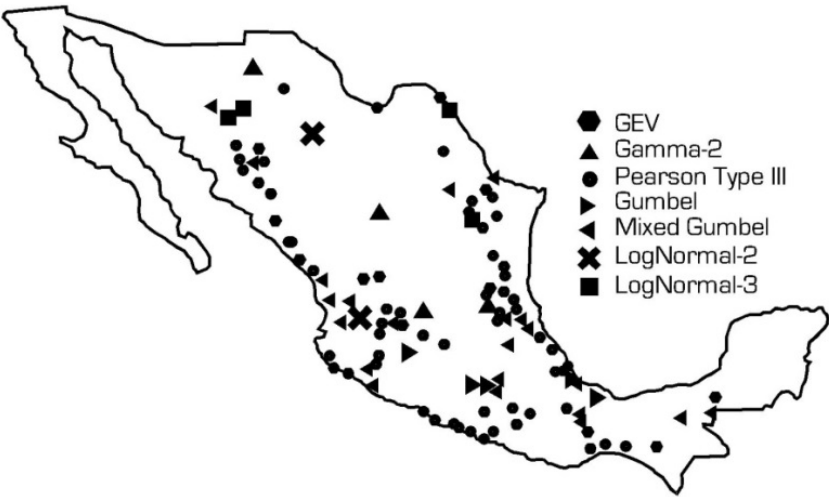 GEV
Gamma-2
Pearson Type III
Gumbel
Mixed Gumbel
LogNormal-2
LogNormal-3